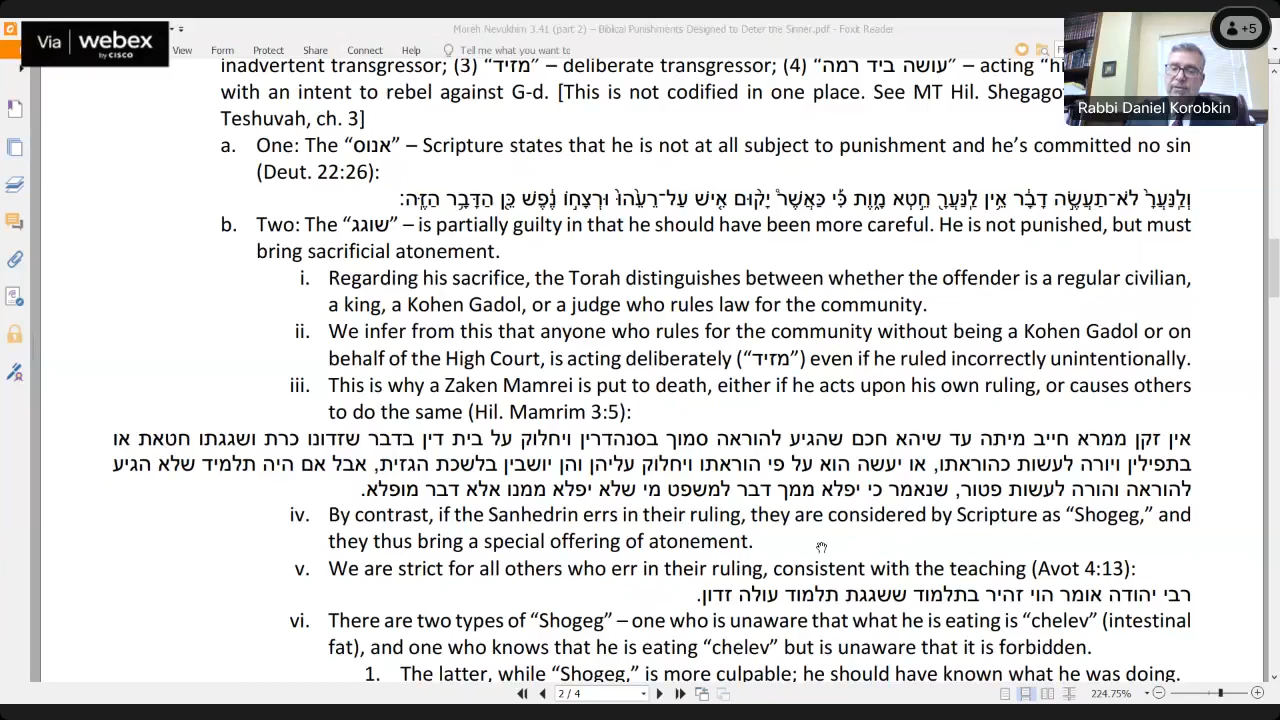 Moreh Nevukhim 3.41 (part 2) – Biblical Punishments Designed to Deter the Sinner.pdf - Foxit Reader
Via webex by CISCO
+5
View Form Protect Share Connect Help Tell me what you want to
Rabbi Daniel Korobkin
inadvertent transgressor; (3) "מזיד" – deliberate transgressor; (4) "עושה ביד רמה" – acting
with an intent to rebel against G-d. [This is not codified in one place. See MT Hil.
Teshuvah, ch. 3]
a. One: The "אנוס" – Scripture states that he is not at all subject to punishment and he's committed no sin
(Deut. 22:26):
וְלַֽנַּעֲרָ֙ לֹא־תַעֲשֶׂ֣ה דָבָ֔ר אֵ֥ין לַֽנַּעֲרָ֖ חֵ֣טְא מָ֑וֶת כִּ֡י כַּאֲשֶׁר֩ יָק֨וּם אִ֤ישׁ עַל־רֵעֵ֙הוּ֙ וּרְצָח֣וֹ נֶ֔פֶשׁ כֵּ֖ן הַדָּבָ֥ר הַזֶּֽה׃
b. Two: The "שוגג" – is partially guilty in that he should have been more careful. He is not punished, but must
bring sacrificial atonement.
i. Regarding his sacrifice, the Torah distinguishes between whether the offender is a regular civilian,
a king, a Kohen Gadol, or a judge who rules law for the community.
ii. We infer from this that anyone who rules for the community without being a Kohen Gadol or on
behalf of the High Court, is acting deliberately ("מזיד") even if he ruled incorrectly unintentionally.
iii. This is why a Zaken Mamrei is put to death, either if he acts upon his own ruling, or causes others
to do the same (Hil. Mamrim 3:5):
אין זקן ממרא חייב מיתה עד שיהא חכם שהגיע להוראה סמוך בסנהדרין ויחלוק על בית דין בדבר שזדונו כרת ושגגתו חטאת או
בתפילין ויורה לעשות כהוראתו, או יעשה הוא על פי הוראתו ויחלוק עליהן והן יושבין בלשכת הגזית, אבל אם היה תלמיד שלא הגיע
להוראה והורה לעשות פטור, שנאמר כי יפלא ממך דבר למשפט מי שלא יפלא ממנו אלא דבר מופלא.
iv. By contrast, if the Sanhedrin errs in their ruling, they are considered by Scripture as "Shogeg," and
they thus bring a special offering of atonement.
v. We are strict for all others who err in their ruling, consistent with the teaching (Avot 4:13):
רבי יהודה אומר הוי זהיר בתלמוד ששגגת תלמוד עולה זדון.
vi. There are two types of "Shogeg" – one who is unaware that what he is eating is "chelev" (intestinal
fat), and one who knows that he is eating "chelev" but is unaware that it is forbidden.
1. The latter, while "Shogeg," is more culpable; he should have known what he was doing.
2 / 4
224.75%